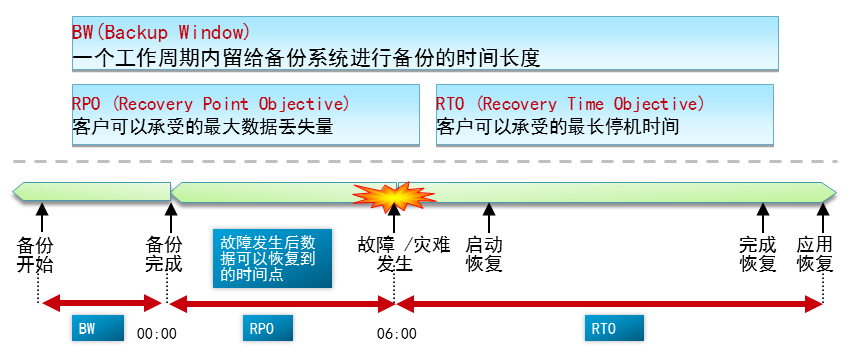 BW(Backup Window)
一个工作周期内留给备份系统进行备份的时间长度
RPO (Recovery Point Objective)
客户可以承受的最大数据丢失量
RTO (Recovery Time Objective)
客户可以承受的最长停机时间
备份
开始
备份
完成
故障发生后数
据可以恢复到
的时间点
故障 /灾难
发生
启动
恢复
完成
恢复
应用
恢复
BW
00:00
RPO
06:00
RTO